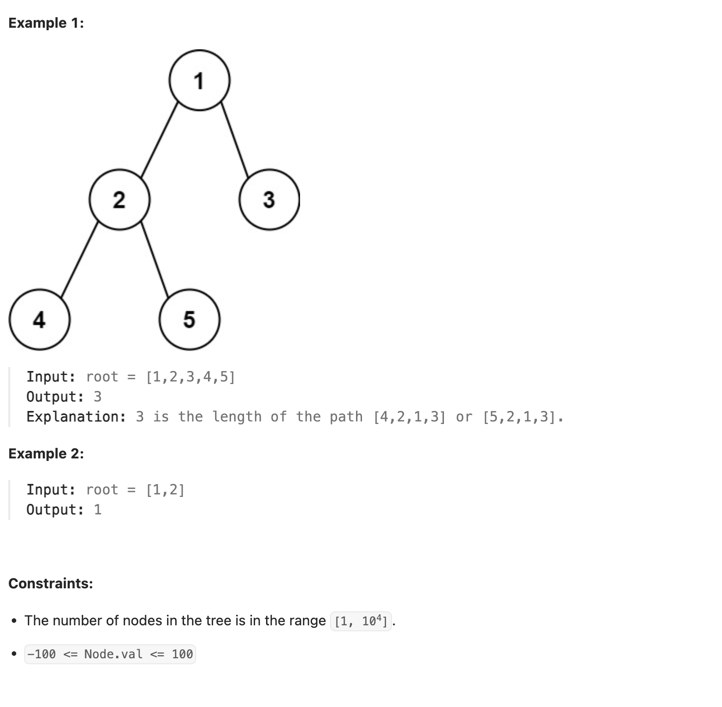 Example 1:
1
2
3
4
5
Input: root = [1,2,3,4,5]
Output: 3
Explanation: 3 is the length of the path [4,2,1,3] or [5,2,1,3].
Example 2:
Input: root = [1,2]
Output: 1
Constraints:
• The number of nodes in the tree is in the range [1, 10⁴].
• -100 <= Node.val <= 100